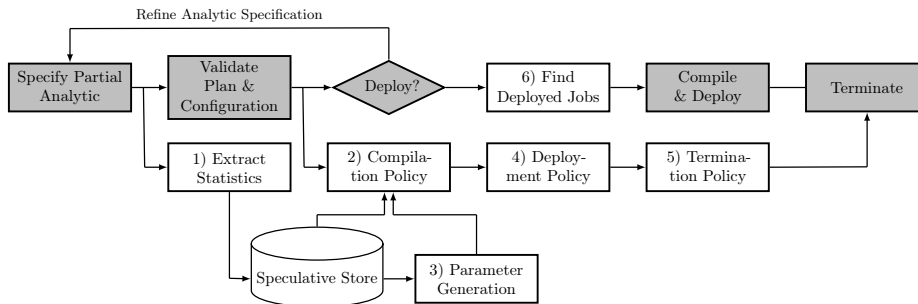 Refine Analytic Specification
Specify Partial
Analytic
Validate
Plan &
Configuration
Deploy?
6) Find
Deployed Jobs
Compile
& Deploy
Terminate
1) Extract
Statistics
2) Compila-
tion Policy
4) Deploy-
ment Policy
5) Termina-
tion Policy
Speculative Store
3) Parameter
Generation